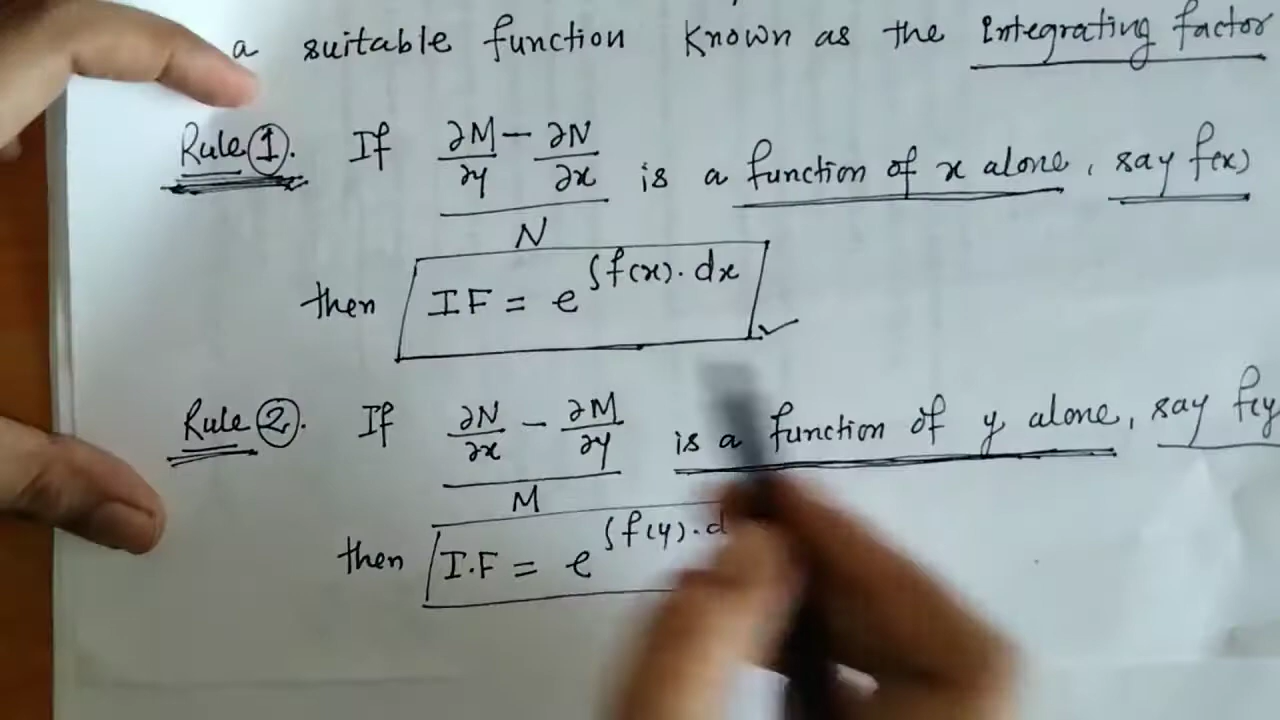 a suitable function known as the Integrating factor
Rule ①. If ∂M/∂y − ∂N/∂x is a function of x alone, say f(x)
N
then IF = e^∫f(x).dx
Rule ②. If ∂N/∂x − ∂M/∂y is a function of y alone, say f(y
M
then I.F = e^∫f(y).d